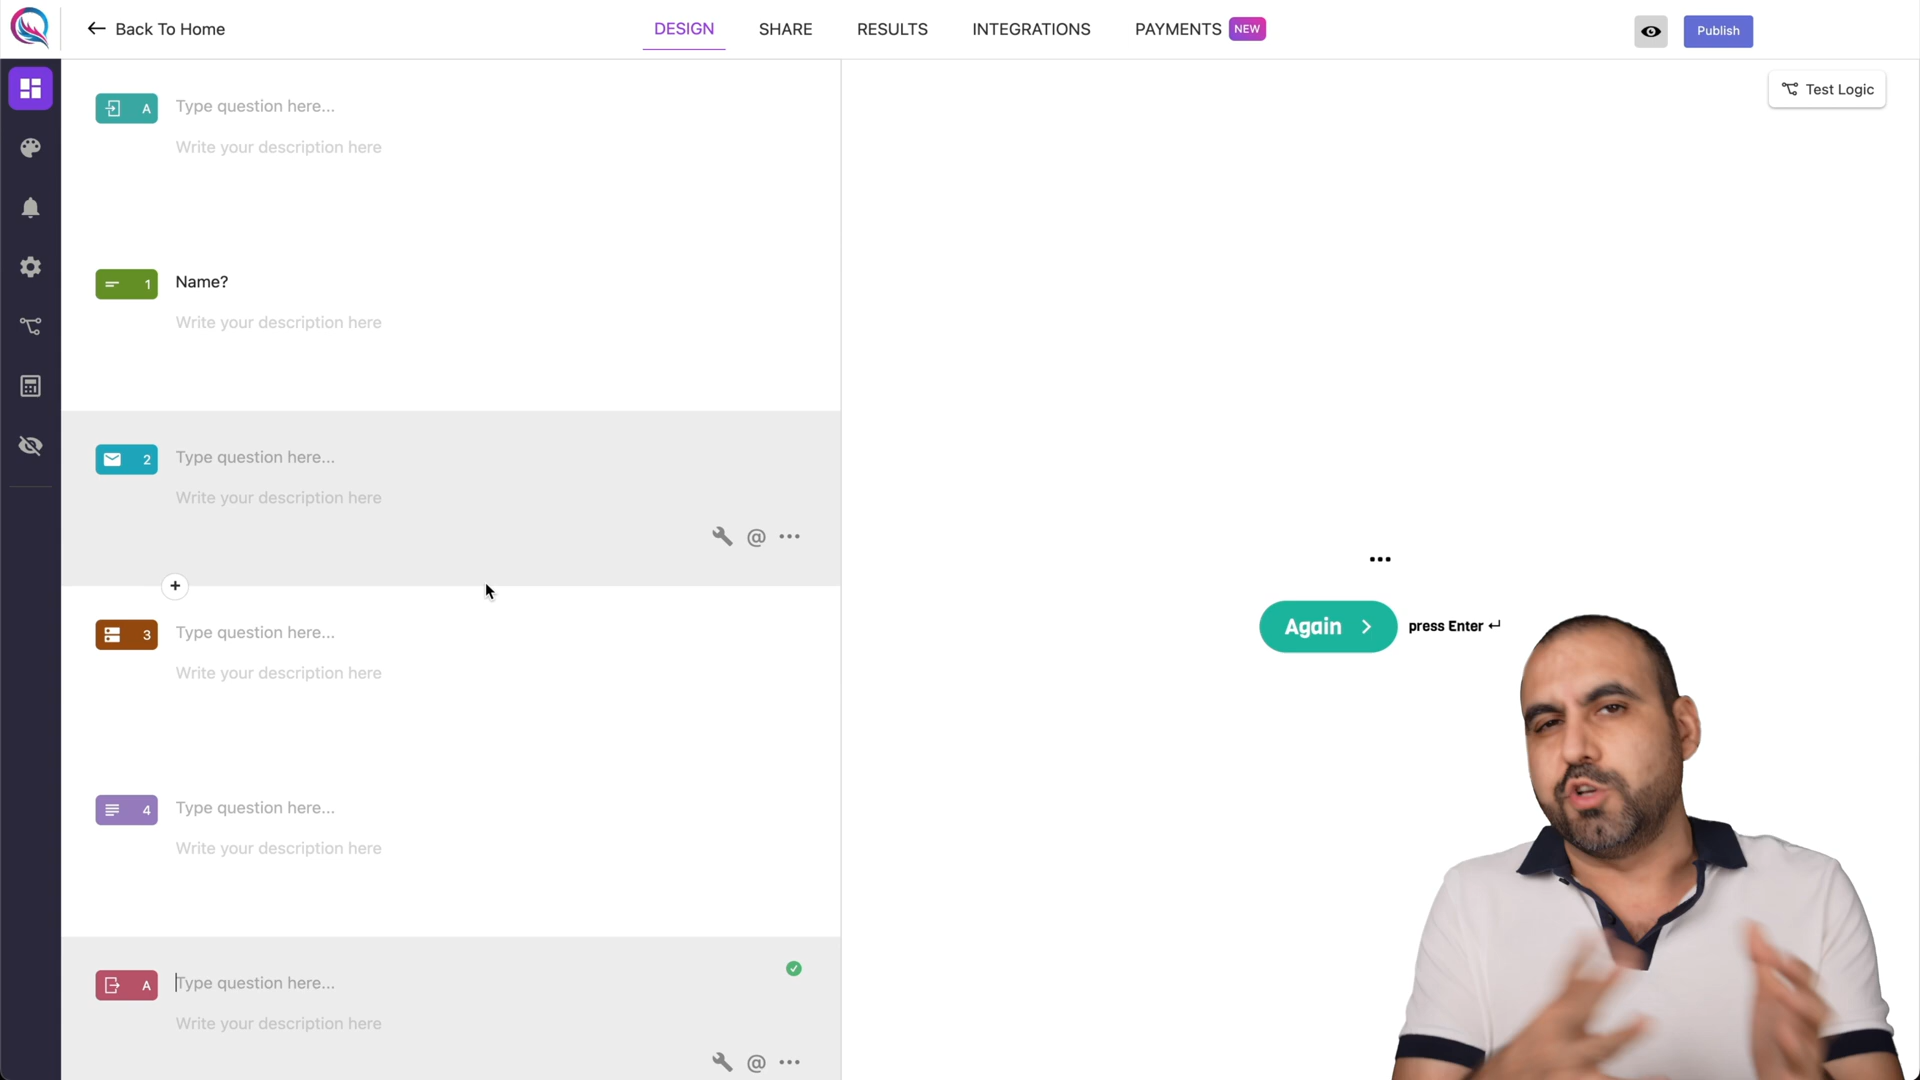 Back To Home
DESIGN
SHARE
RESULTS
INTEGRATIONS
PAYMENTS NEW
Publish
Test Logic
A
Type question here...
Write your description here
1
Name?
Write your description here
2
Type question here...
Write your description here
@
+
3
Type question here...
Write your description here
4
Type question here...
Write your description here
A
Type question here...
Write your description here
@
...
Again
press Enter ↵